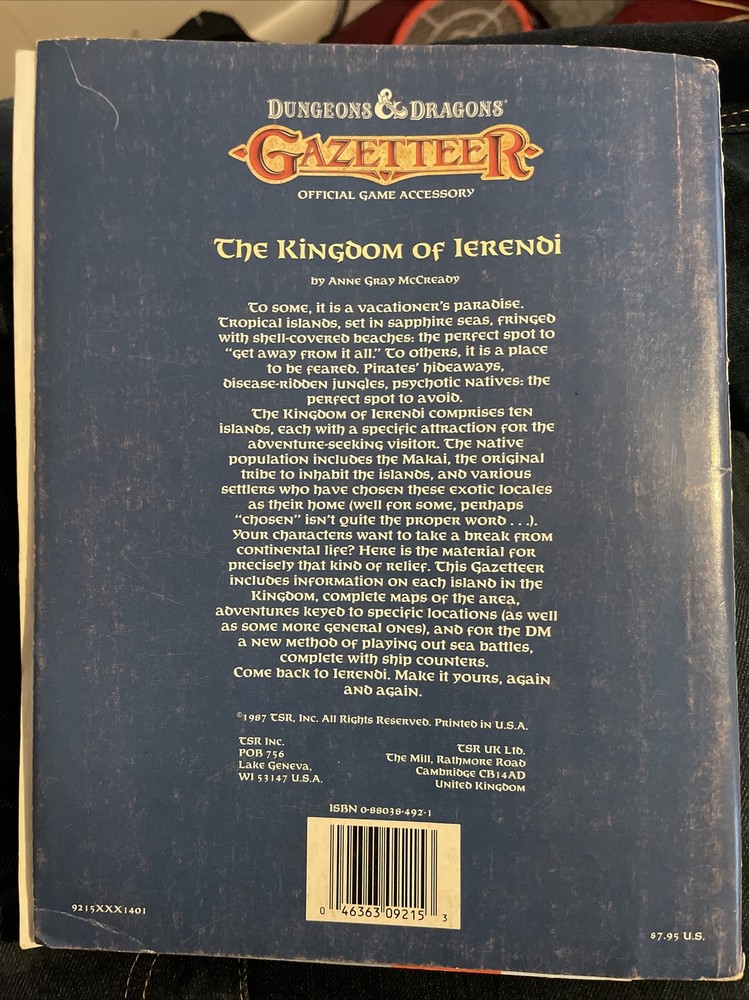 DUNGEONS & DRAGONS®
GAZETTEER
OFFICIAL GAME ACCESSORY
The Kingdom of Ierendi
by Anne Gray McCready
To some, it is a vacationer's paradise.
Tropical islands, set in sapphire seas, fringed
with shell-covered beaches: the perfect spot to
"get away from it all." To others, it is a place
to be feared. Pirates' hideaways,
disease-ridden jungles, psychotic natives: the
perfect spot to avoid.
The Kingdom of Ierendi comprises ten
islands, each with a specific attraction for the
adventure-seeking visitor. The native
population includes the Makai, the original
tribe to inhabit the islands, and various
settlers who have chosen these exotic locales
as their home (well for some, perhaps
"chosen" isn't quite the proper word . . .).
Your characters want to take a break from
continental life? Here is the material for
precisely that kind of relief. This Gazetteer
includes information on each island in the
Kingdom, complete maps of the area,
adventures keyed to specific locations (as well
as some more general ones), and for the DM
a new method of playing out sea battles,
complete with ship counters.
Come back to Ierendi. Make it yours, again
and again.
©1987 TSR, Inc. All Rights Reserved. Printed in U.S.A.
TSR Inc.
POB 756
Lake Geneva,
WI 53147 U.S.A.
TSR UK Ltd.
The Mill, Rathmore Road
Cambridge CB14AD
United Kingdom
ISBN 0-88038-492-1
0 46363 09215 3
9215XXX1401
$7.95 U.S.